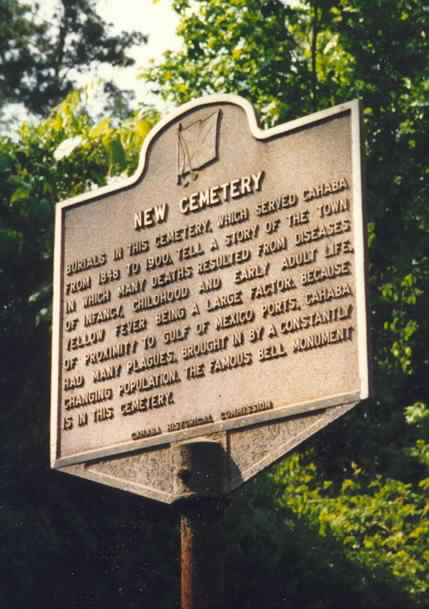 NEW CEMETERY
BURIALS IN THIS CEMETERY, WHICH SERVED CAHABA
FROM 1848 TO 1900, TELL A STORY OF THE TOWN
IN WHICH MANY DEATHS RESULTED FROM DISEASES
OF INFANCY, CHILDHOOD AND EARLY ADULT LIFE,
YELLOW FEVER BEING A LARGE FACTOR. BECAUSE
OF PROXIMITY TO GULF OF MEXICO PORTS, CAHABA
HAD MANY PLAGUES, BROUGHT IN BY A CONSTANTLY
CHANGING POPULATION. THE FAMOUS BELL MONUMENT
IS IN THIS CEMETERY.
CAHABA HISTORICAL COMMISSION